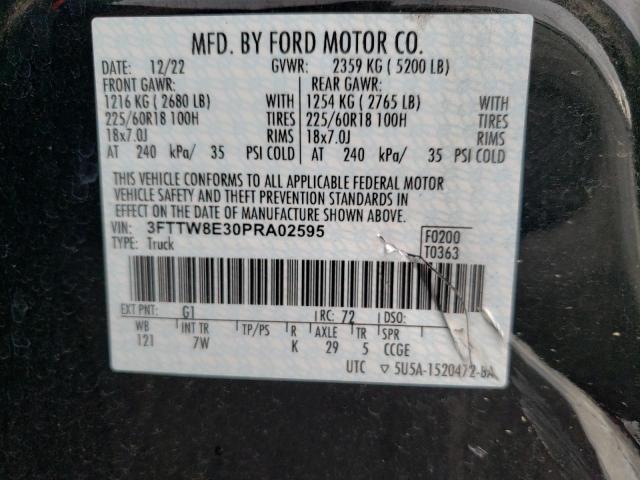 MFD. BY FORD MOTOR CO.
DATE: 12/22 GVWR: 2359 KG ( 5200 LB)
FRONT GAWR: REAR GAWR:
1216 KG ( 2680 LB) WITH 1254 KG ( 2765 LB) WITH
225/60R18 100H TIRES 225/60R18 100H TIRES
18x7.0J RIMS 18x7.0J RIMS
AT 240 kPa/ 35 PSI COLD AT 240 kPa/ 35 PSI COLD
THIS VEHICLE CONFORMS TO ALL APPLICABLE FEDERAL MOTOR
VEHICLE SAFETY AND THEFT PREVENTION STANDARDS IN
EFFECT ON THE DATE OF MANUFACTURE SHOWN ABOVE.
VIN: 3FTTW8E30PRA02595 F0200
TYPE: Truck T0363
EXT PNT: G1 RC: 72 DSO:
WB INT TR TP/PS R AXLE TR SPR
121 7W K 29 5 CCGE
UTC ▽ 5U5A-1520472-BA